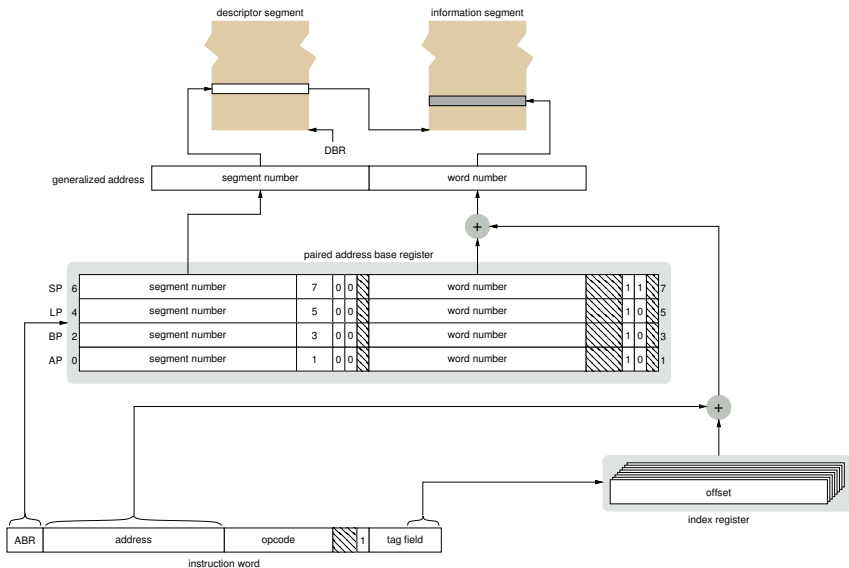 descriptor segment information segment
DBR
generalized address segment number word number
+
paired address base register
SP 6 segment number 7 0 0 word number 1 1 7
LP 4 segment number 5 0 0 word number 1 0 5
BP 2 segment number 3 0 0 word number 1 0 3
AP 0 segment number 1 0 0 word number 1 0 1
+
offset
index register
ABR address opcode 1 tag field
instruction word